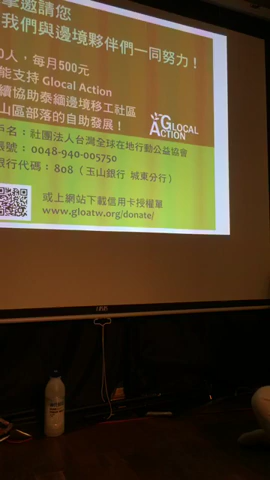 邀請您
我們與邊境夥伴們一同努力！
0人，每月500元
能支持 Glocal Action
續協助泰緬邊境移工社區
山區部落的自助發展！
GLOCAL
ACTION
戶名：社團法人台灣全球在地行動公益協會
帳號：0048-940-005750
銀行代碼：808（玉山銀行 城東分行）
或上網站下載信用卡授權單
www.gloatw.org/donate/